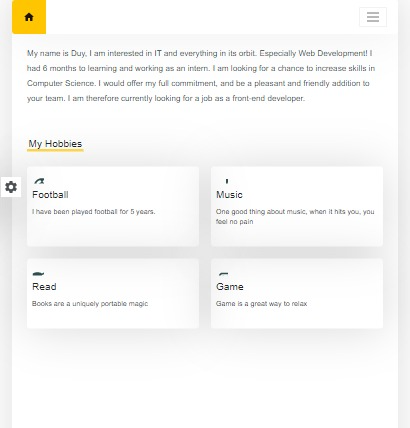 My name is Duy, I am interested in IT and everything in its orbit. Especially Web Development! I
had 6 months to learning and working as an intern. I am looking for a chance to increase skills in
Computer Science. I would offer my full commitment, and be a pleasant and friendly addition to
your team. I am therefore currently looking for a job as a front-end developer.
My Hobbies
Football
I have been played football for 5 years.
Music
One good thing about music, when it hits you, you
feel no pain
Read
Books are a uniquely portable magic
Game
Game is a great way to relax